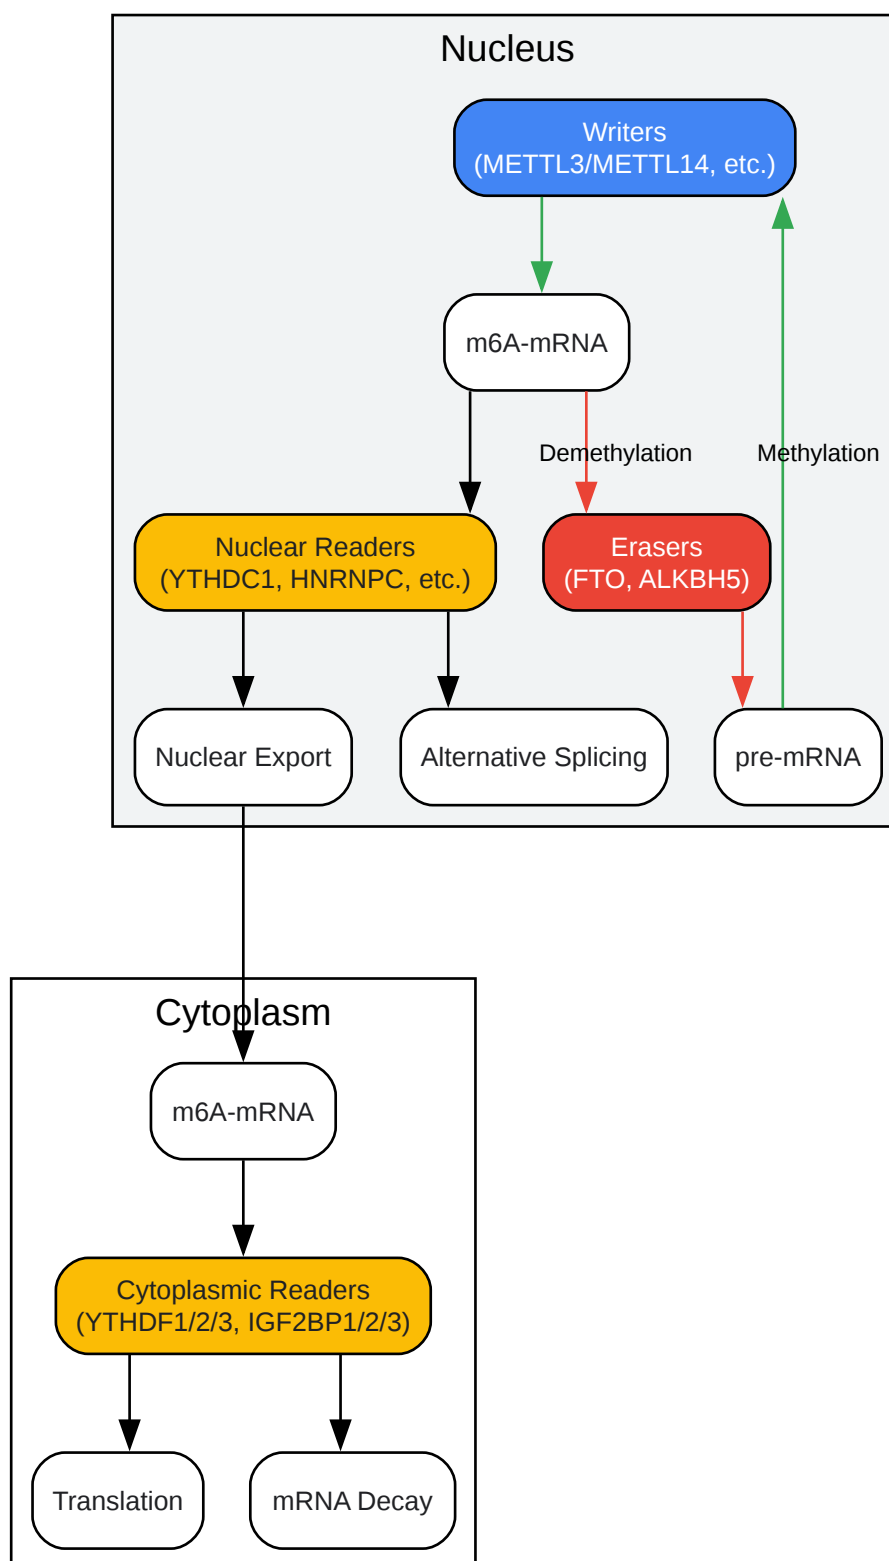 Nucleus
Writers
(METTL3/METTL14, etc.)
m6A-mRNA
Demethylation
Methylation
Nuclear Readers
(YTHDC1, HNRNPC, etc.)
Erasers
(FTO, ALKBH5)
Nuclear Export
Alternative Splicing
pre-mRNA
Cytoplasm
m6A-mRNA
Cytoplasmic Readers
(YTHDF1/2/3, IGF2BP1/2/3)
Translation
mRNA Decay